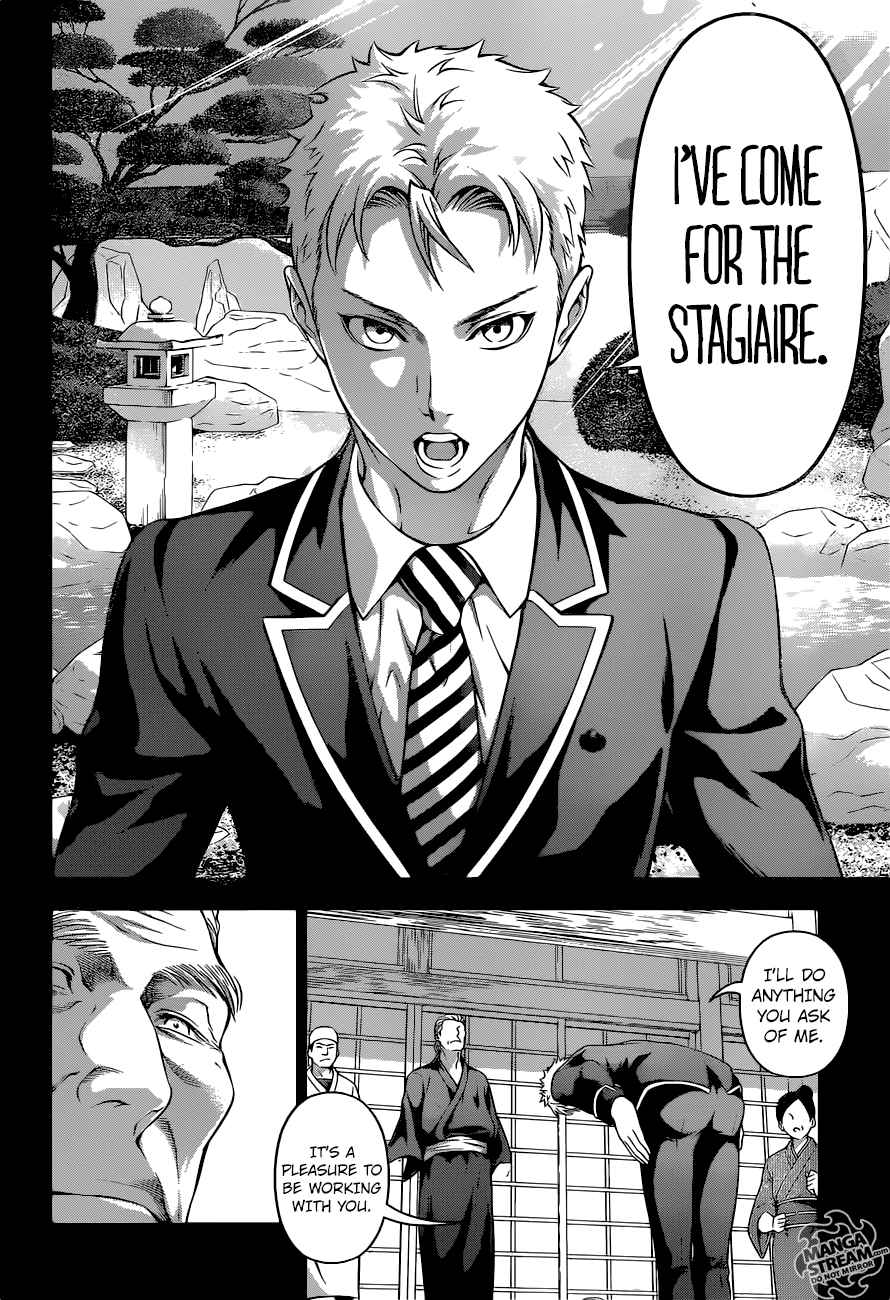 I'VE COME
FOR THE
STAGIAIRE.
I'LL DO
ANYTHING
YOU ASK
OF ME.
IT'S A
PLEASURE TO
BE WORKING
WITH YOU.
MANGA
STREAM.com
DO NOT MIRROR